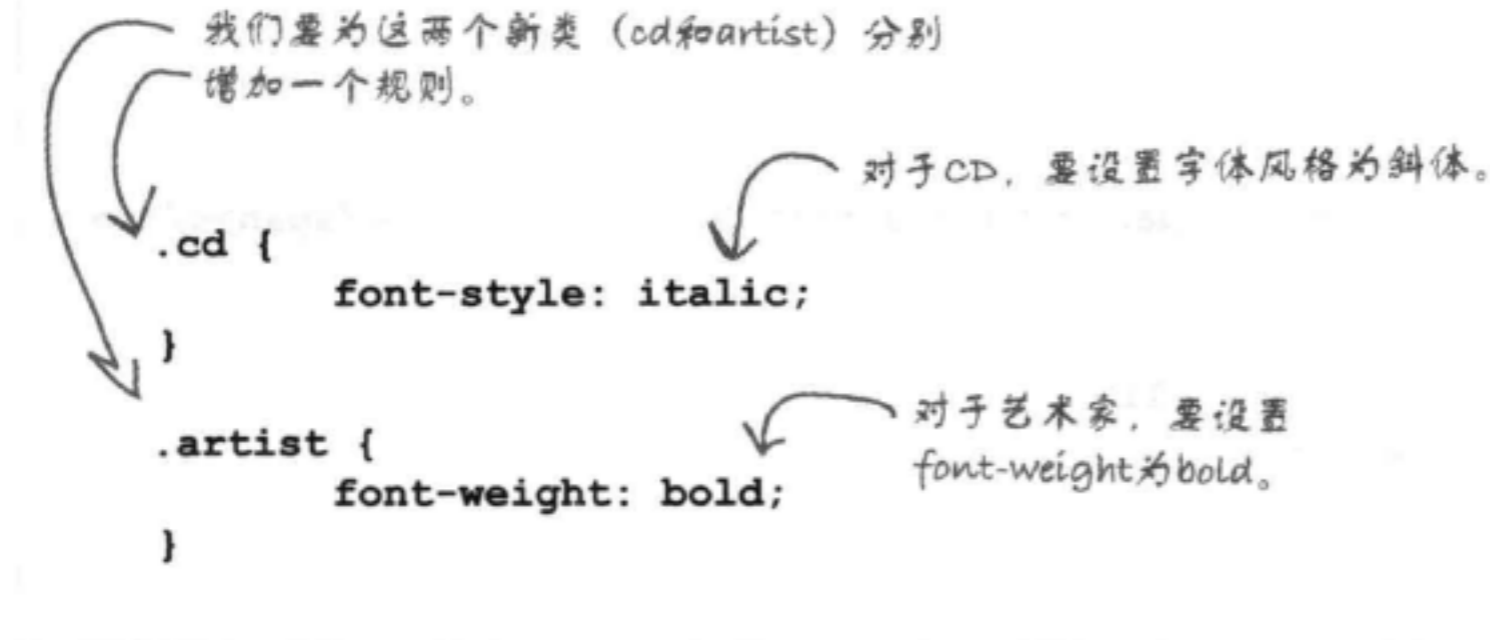 我们要为这两个新类（cd和artist）分别
增加一个规则。
对于CD，要设置字体风格为斜体。
.cd {
font-style: italic;
}
对于艺术家，要设置
font-weight为bold。
.artist {
font-weight: bold;
}